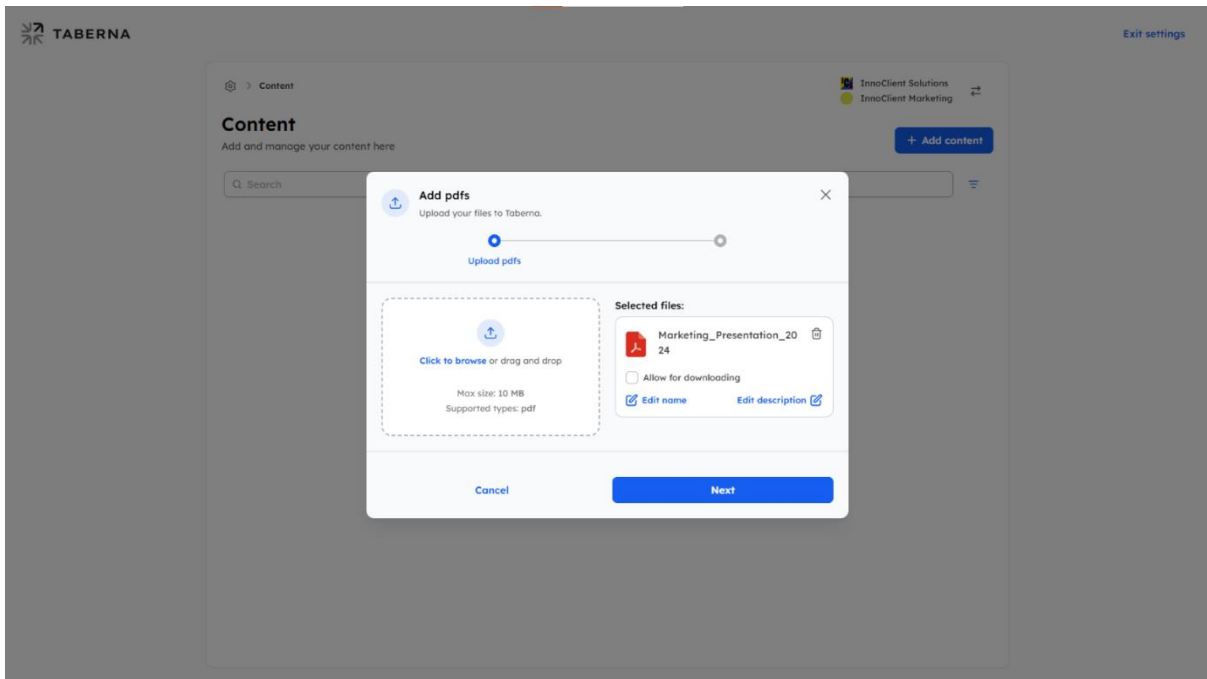 TABERNA
Exit settings
> Content
InnoClient Solutions
InnoClient Marketing
Content
Add and manage your content here
+ Add content
Search
Add pdfs
Upload your files to Taberna.
Upload pdfs
Click to browse or drag and drop
Max size: 10 MB
Supported types: pdf
Selected files:
Marketing_Presentation_20
24
Allow for downloading
Edit name
Edit description
Cancel
Next